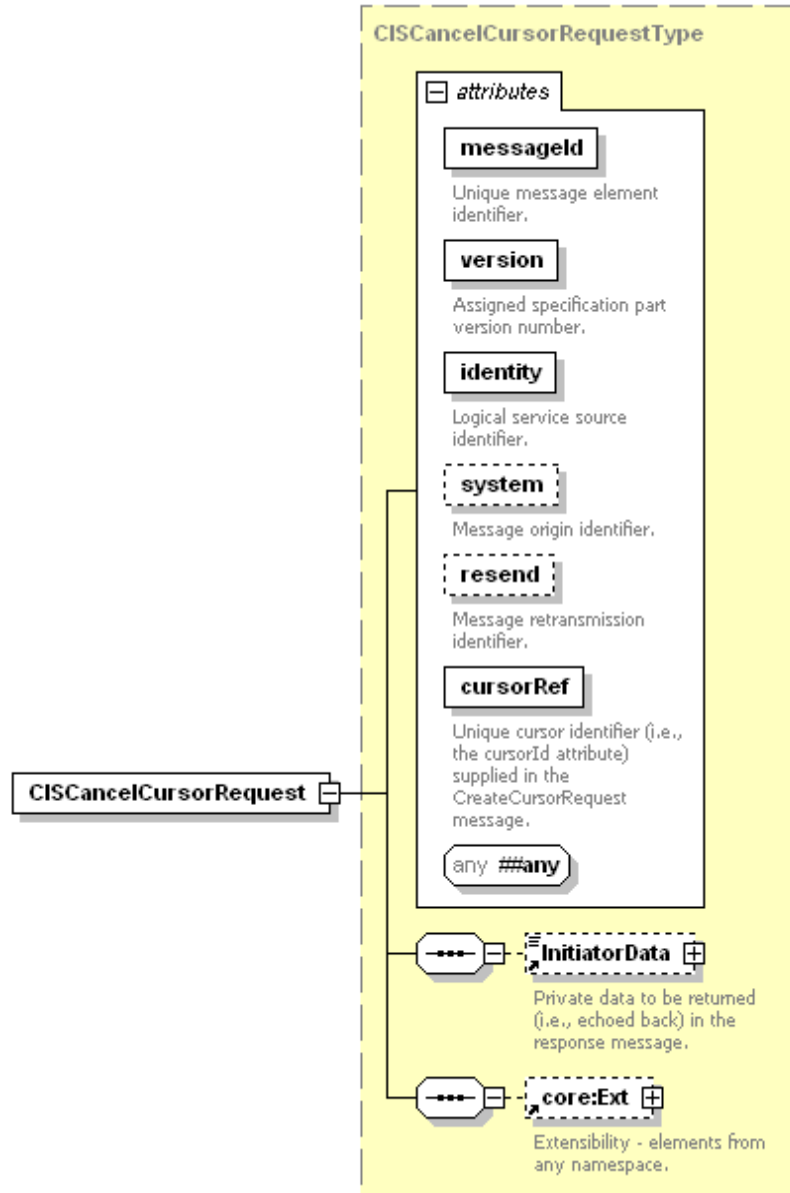 CISCancelCursorRequestType
attributes
messageId
Unique message element
identifier.
version
Assigned specification part
version number.
identity
Logical service source
identifier.
system
Message origin identifier.
resend
Message retransmission
identifier.
cursorRef
Unique cursor identifier (i.e.,
the cursorId attribute)
supplied in the
CreateCursorRequest
message.
any ##any
CISCancelCursorRequest
InitiatorData
Private data to be returned
(i.e., echoed back) in the
response message.
core:Ext
Extensibility - elements from
any namespace.